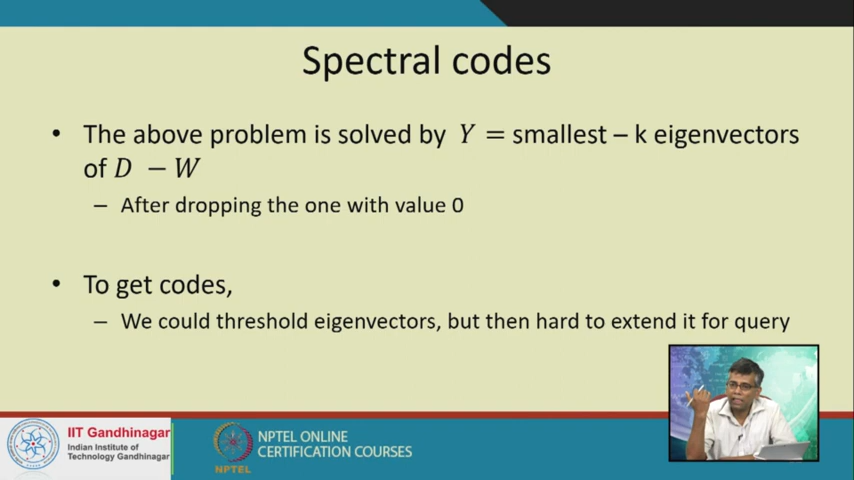 Spectral codes
• The above problem is solved by Y = smallest – k eigenvectors
of D – W
– After dropping the one with value 0
• To get codes,
– We could threshold eigenvectors, but then hard to extend it for query
IIT Gandhinagar
Indian Institute of
Technology Gandhinagar
NPTEL
NPTEL ONLINE
CERTIFICATION COURSES